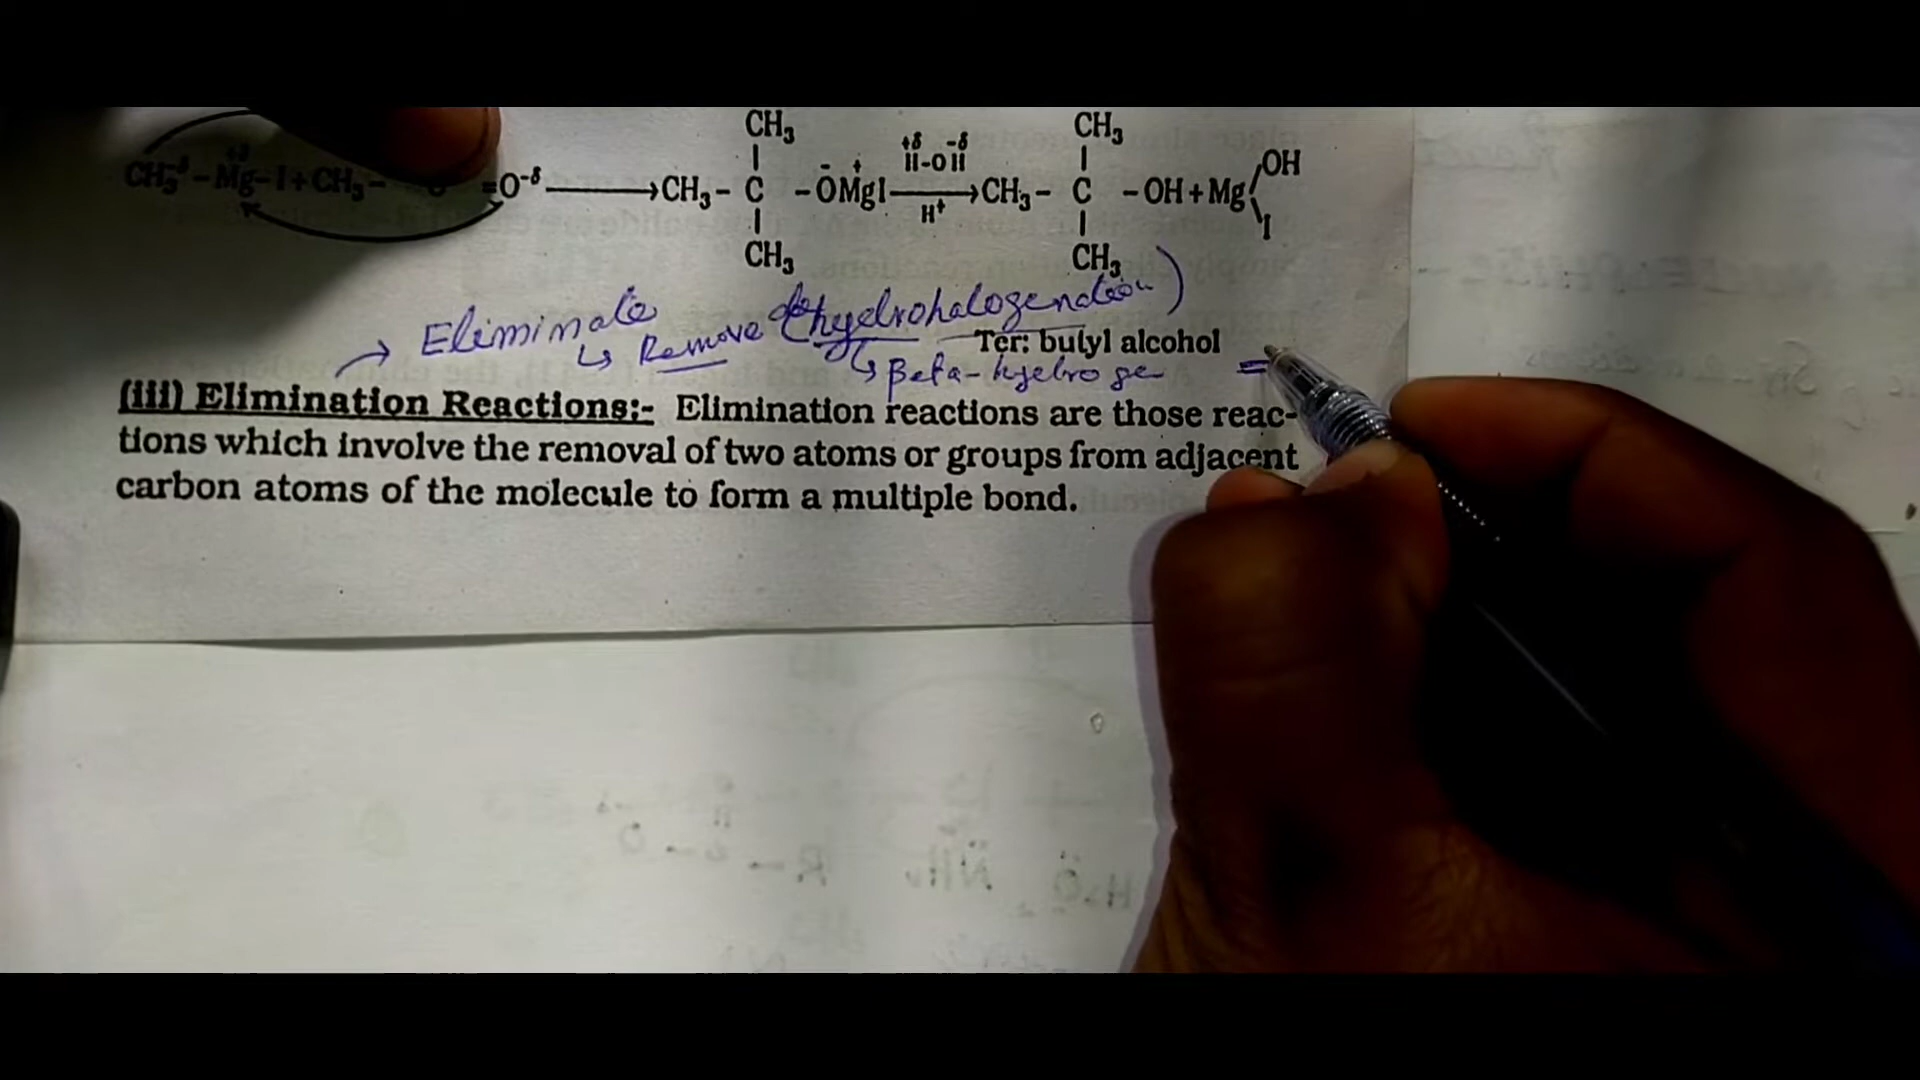 CH₃
CH₃
+δ -δ
H-OH
OH
CH₃-δ - Mg+δ - I + CH₃ - =O-δ ⟶ CH₃ - C - ŌMg⁺I ⟶ CH₃ - C - OH + Mg
H⁺
I
CH₃
CH₃
Eliminate
↳ Remove (dehydrohalogenation)
Ter: butyl alcohol
↳ Beta-hydroge
(iii) Elimination Reactions:- Elimination reactions are those reac-
tions which involve the removal of two atoms or groups from adjacent
carbon atoms of the molecule to form a multiple bond.